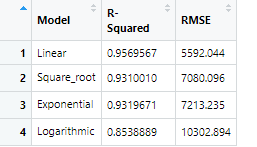 Model R-Squared RMSE
1 Linear 0.9569567 5592.044
2 Square_root 0.9310010 7080.096
3 Exponential 0.9319671 7213.235
4 Logarithmic 0.8538889 10302.894